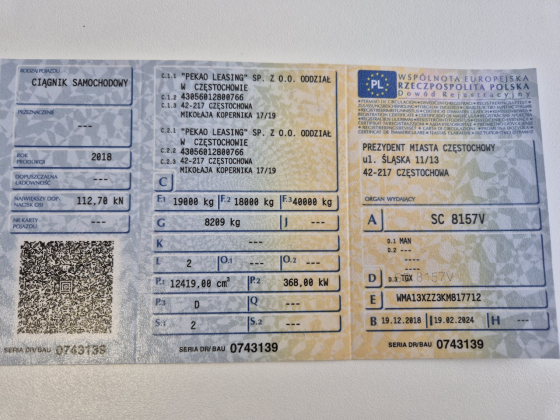 RODZAJ POJAZDU
CIĄGNIK SAMOCHODOWY
PRZEZNACZENIE
---
ROK PRODUKCJI
2018
DOPUSZCZALNA ŁADOWNOŚĆ
---
NAJWIĘKSZY DOP. NACISK OSI
112,70 kN
NR KARTY POJAZDU
---
SERIA DR/BAU 0743139
C.1.1 "PEKAO LEASING" SP. Z O.O. ODDZIAŁ
W CZĘSTOCHOWIE
C.1.2 43056012800766
C.1.3 42-217 CZĘSTOCHOWA
MIKOŁAJA KOPERNIKA 17/19
C.2.1 "PEKAO LEASING" SP. Z O.O. ODDZIAŁ
W CZĘSTOCHOWIE
C.2.2 43056012800766
C.2.3 42-217 CZĘSTOCHOWA
MIKOŁAJA KOPERNIKA 17/19
C
F.1 19000 kg F.2 18000 kg F.3 40000 kg
G 8209 kg J ---
K ---
L 2 O.1 --- O.2 ---
P.1 12419,00 cm³ P.2 368,00 kW
P.3 D Q ---
S.1 2 S.2 ---
SERIA DR/BAU 0743139
PL
WSPÓLNOTA EUROPEJSKA
RZECZPOSPOLITA POLSKA
Dowód Rejestracyjny
PREZYDENT MIASTA CZĘSTOCHOWY
ul. ŚLĄSKA 11/13
42-217 CZĘSTOCHOWA
ORGAN WYDAJĄCY
A SC 8157V
D.1 MAN
D.2 ---
D D.3 TGX
E WMA13XZZ3KM817712
B 19.12.2018 I 19.02.2024 H ---
SERIA DR/BAU 0743139